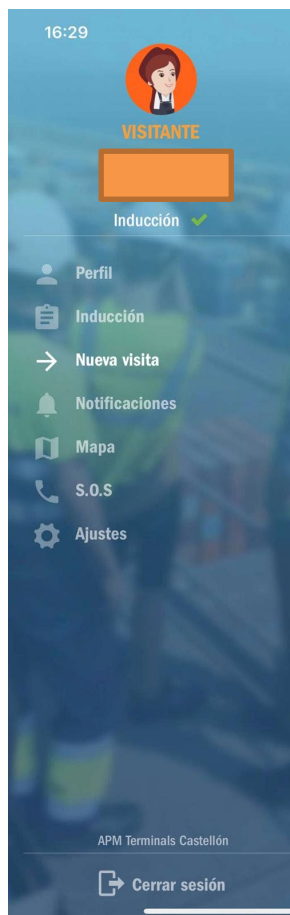 16:29
VISITANTE
Inducción
Perfil
Inducción
Nueva visita
Notificaciones
Mapa
S.O.S
Ajustes
APM Terminals Castellón
Cerrar sesión